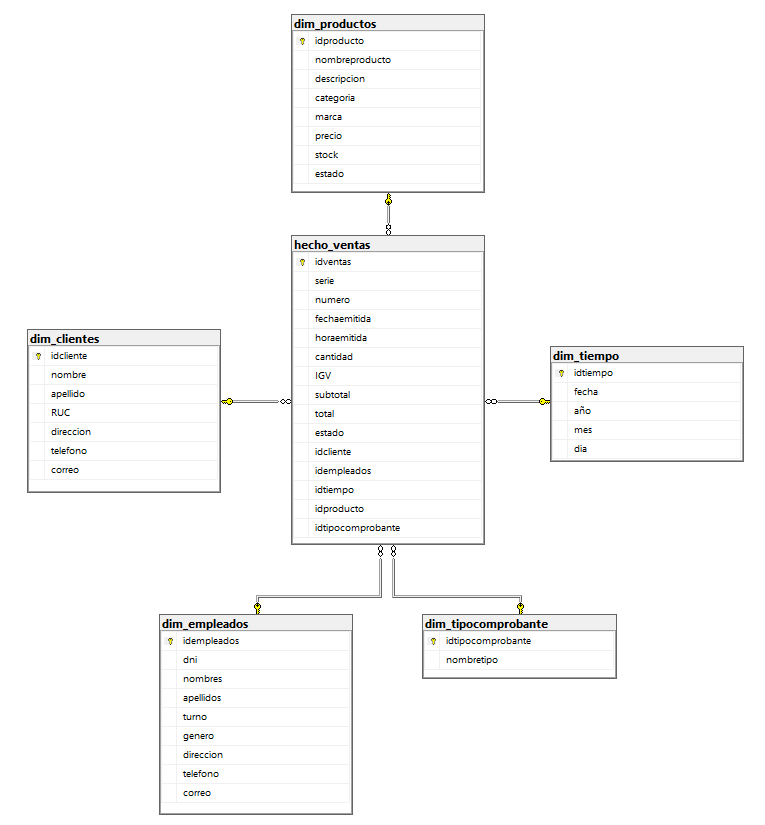 dim_productos
idproducto
nombreproducto
descripcion
categoria
marca
precio
stock
estado
hecho_ventas
idventas
serie
numero
fechaemitida
horaemitida
cantidad
IGV
subtotal
total
estado
idcliente
idempleados
idtiempo
idproducto
idtipocomprobante
dim_clientes
idcliente
nombre
apellido
RUC
direccion
telefono
correo
dim_tiempo
idtiempo
fecha
año
mes
dia
dim_empleados
idempleados
dni
nombres
apellidos
turno
genero
direccion
telefono
correo
dim_tipocomprobante
idtipocomprobante
nombretipo